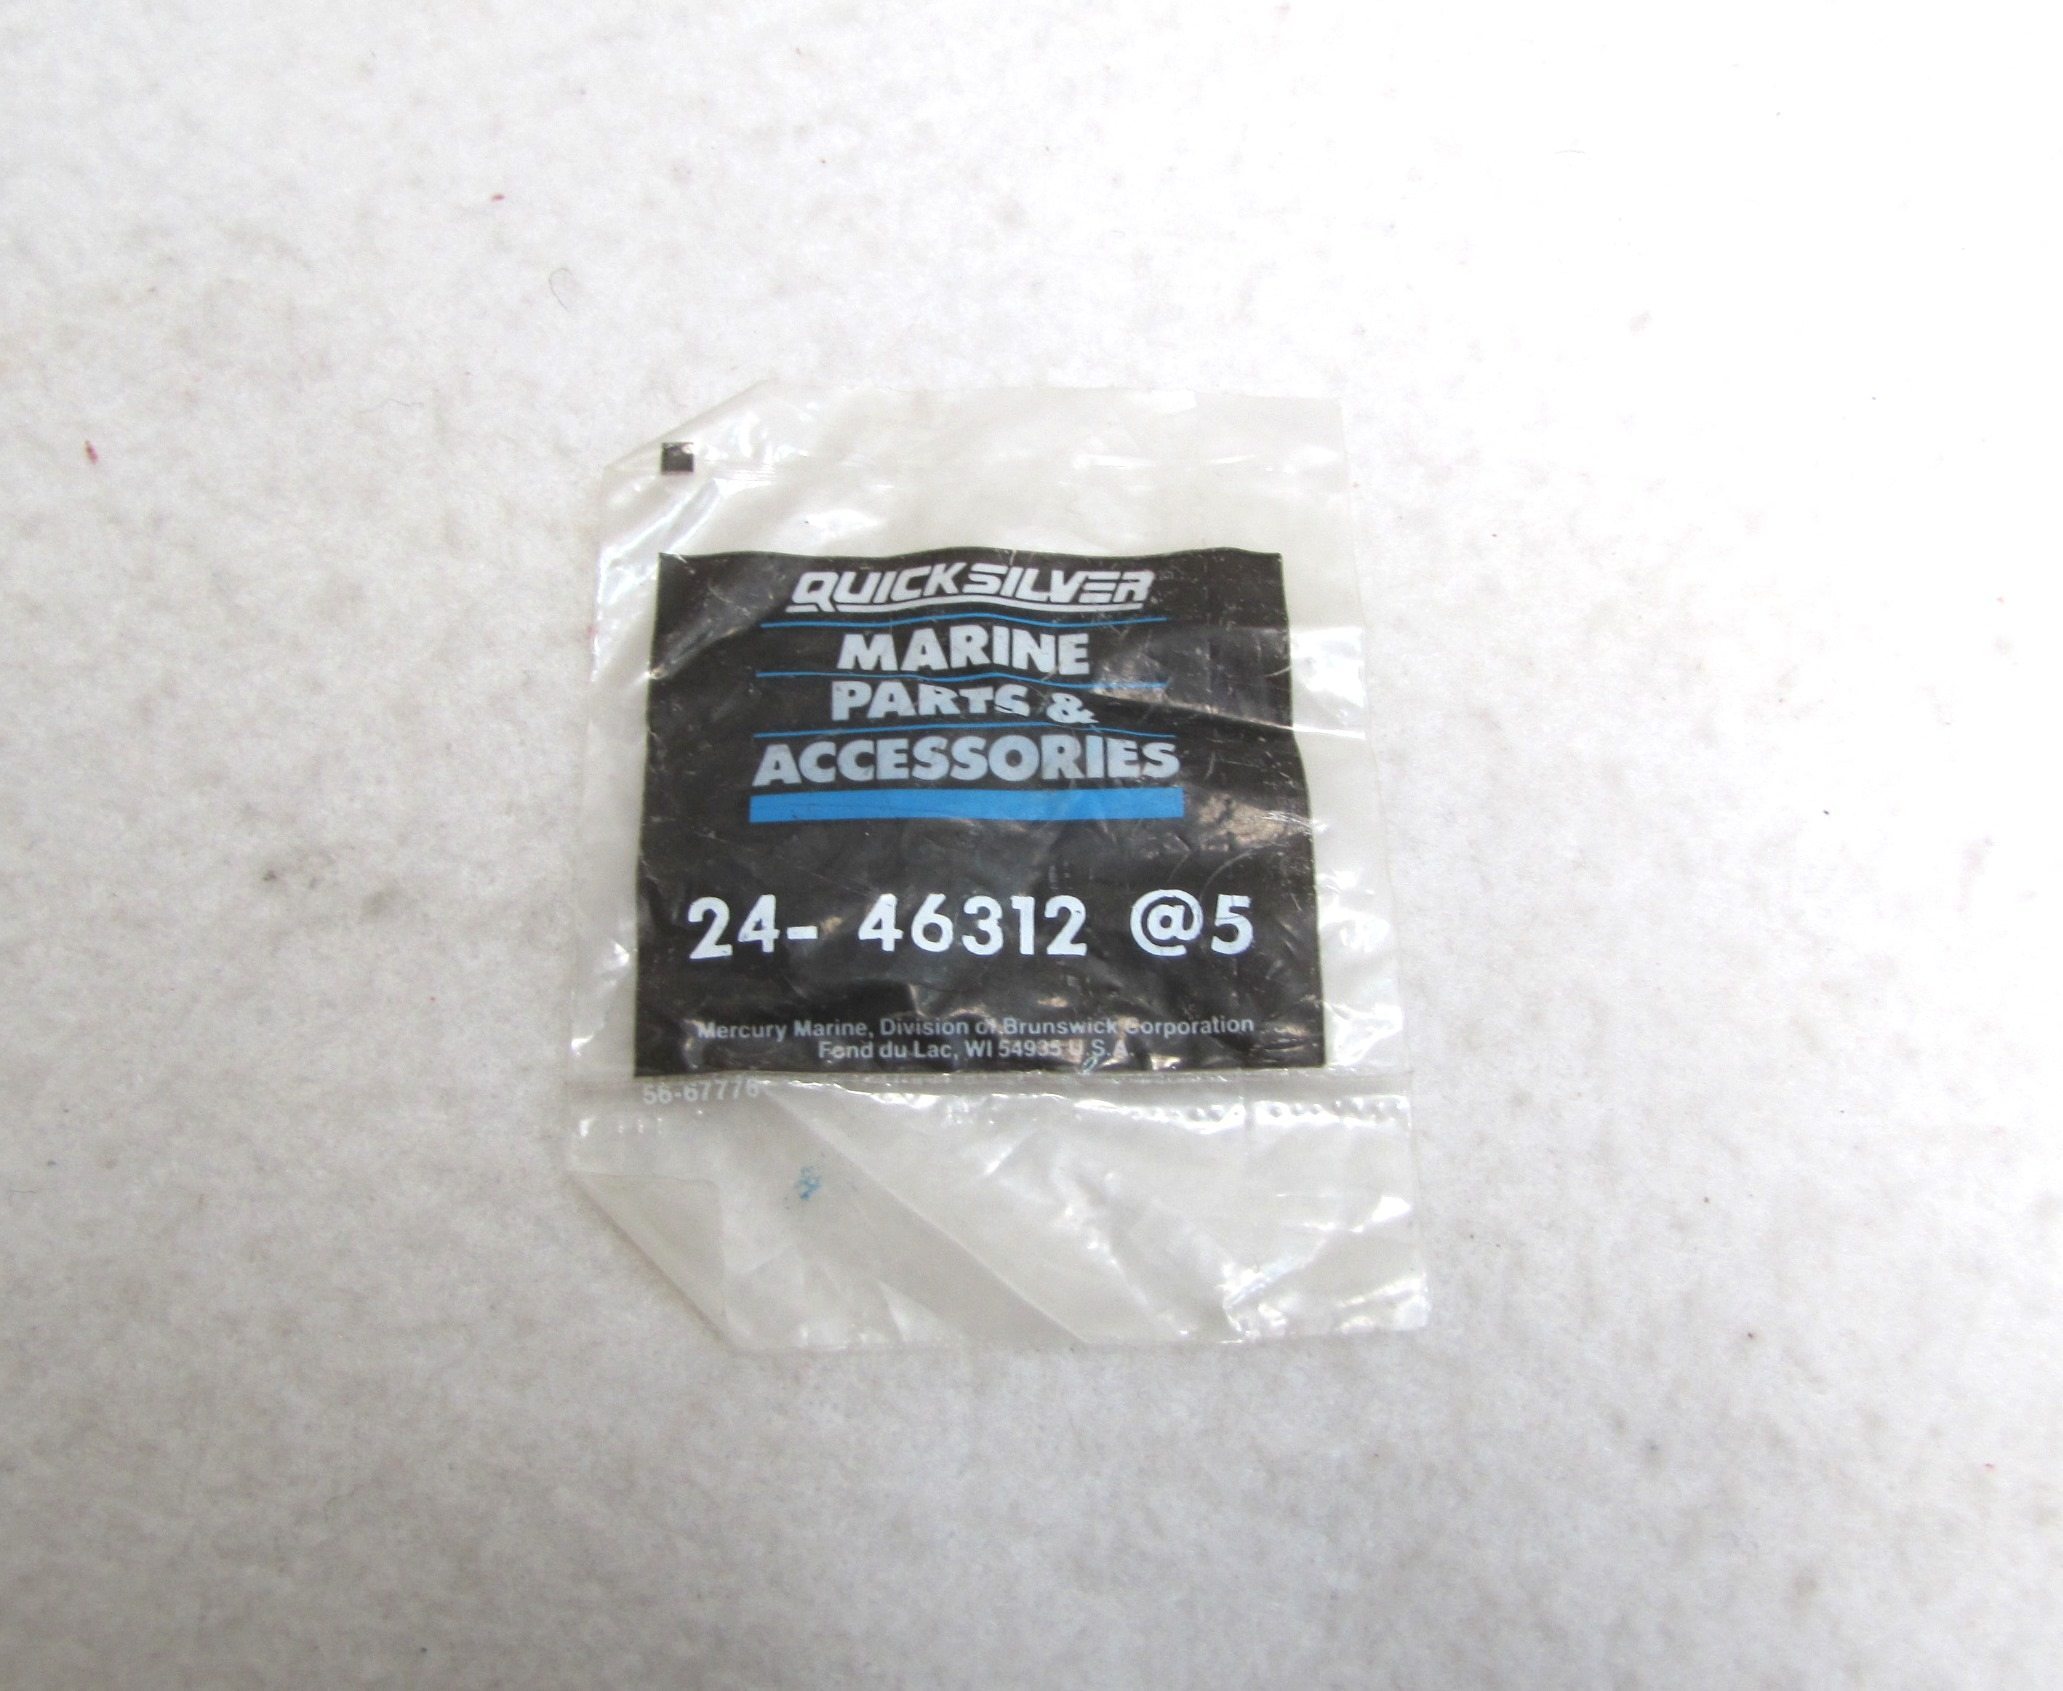 QUICKSILVER
MARINE
PARTS &
ACCESSORIES
24- 46312 @5
Mercury Marine, Division of Brunswick Corporation
Fond du Lac, WI 54935 U.S.A.
56-67776